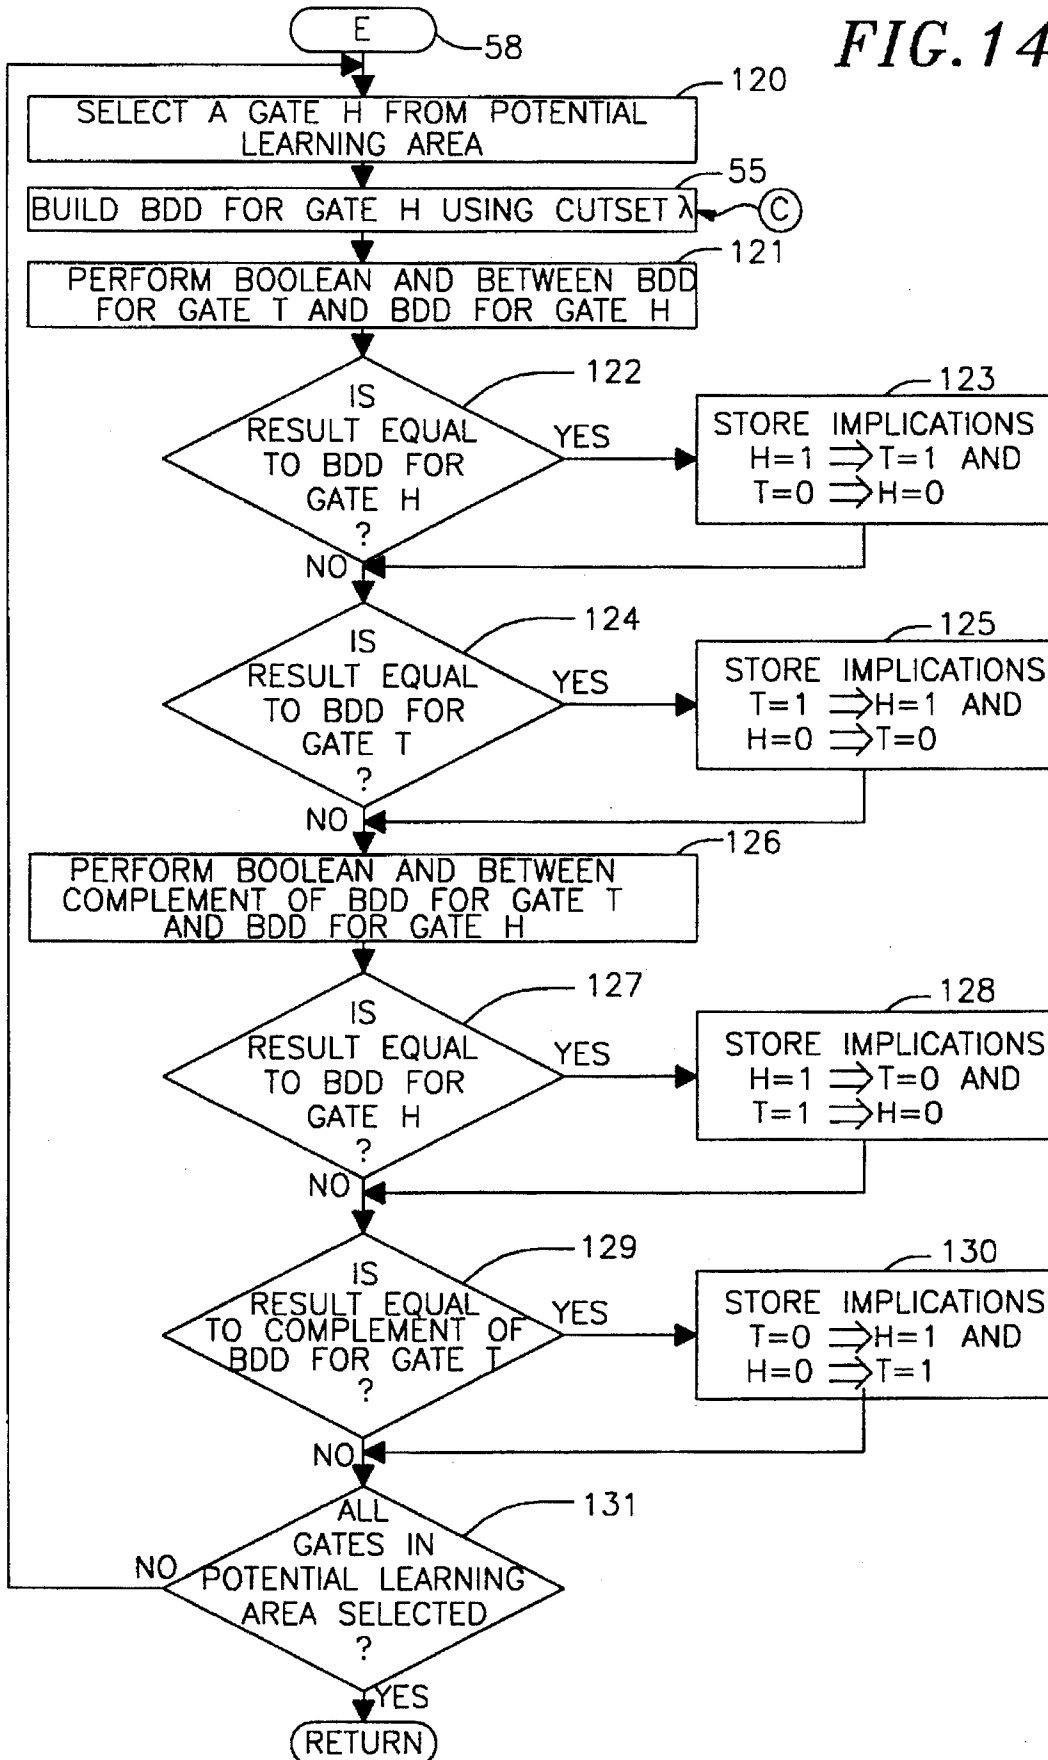 E
58
FIG. 14
120
SELECT A GATE H FROM POTENTIAL
LEARNING AREA
55
BUILD BDD FOR GATE H USING CUTSET λ
C
121
PERFORM BOOLEAN AND BETWEEN BDD
FOR GATE T AND BDD FOR GATE H
122
IS
RESULT EQUAL
TO BDD FOR
GATE H
?
YES
NO
123
STORE IMPLICATIONS
H=1 ⇒ T=1 AND
T=0 ⇒ H=0
124
IS
RESULT EQUAL
TO BDD FOR
GATE T
?
YES
NO
125
STORE IMPLICATIONS
T=1 ⇒ H=1 AND
H=0 ⇒ T=0
126
PERFORM BOOLEAN AND BETWEEN
COMPLEMENT OF BDD FOR GATE T
AND BDD FOR GATE H
127
IS
RESULT EQUAL
TO BDD FOR
GATE H
?
YES
NO
128
STORE IMPLICATIONS
H=1 ⇒ T=0 AND
T=1 ⇒ H=0
129
IS
RESULT EQUAL
TO COMPLEMENT OF
BDD FOR GATE T
?
YES
NO
130
STORE IMPLICATIONS
T=0 ⇒ H=1 AND
H=0 ⇒ T=1
131
ALL
GATES IN
POTENTIAL LEARNING
AREA SELECTED
?
NO
YES
RETURN